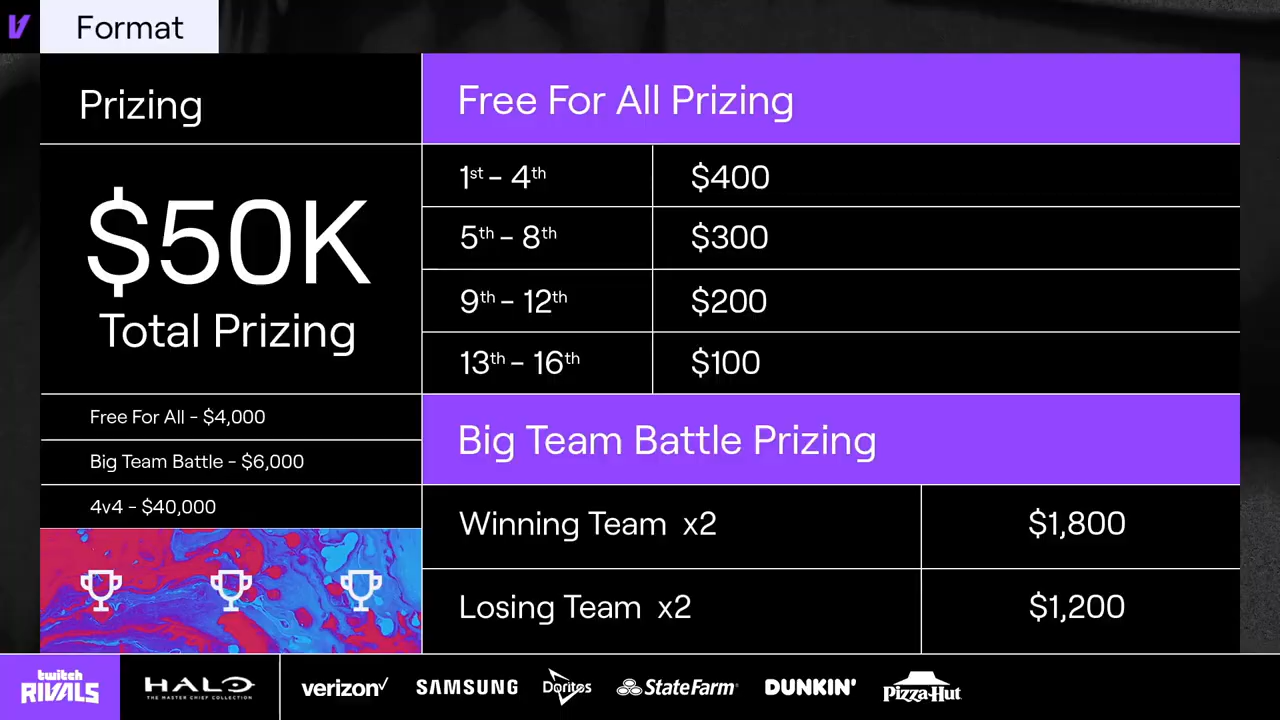 Format
Prizing
$50K
Total Prizing
Free For All - $4,000
Big Team Battle - $6,000
4v4 - $40,000
Free For All Prizing
1st - 4th $400
5th - 8th $300
9th - 12th $200
13th - 16th $100
Big Team Battle Prizing
Winning Team x2 $1,800
Losing Team x2 $1,200
twitch
RIVALS
HALO
THE MASTER CHIEF COLLECTION
verizon✓
SAMSUNG
Doritos
StateFarm®
DUNKIN'
Pizza Hut